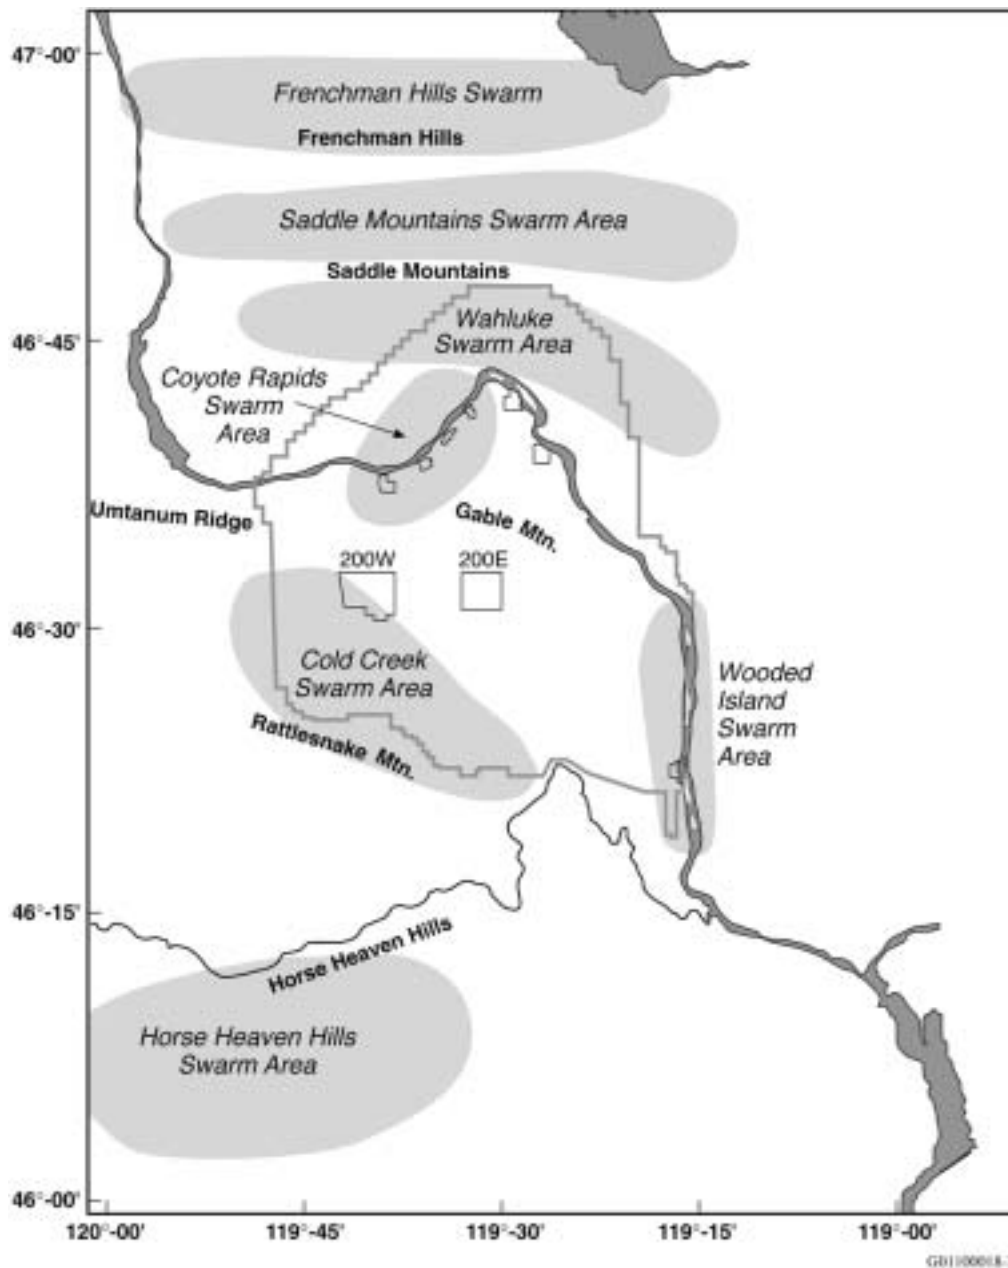 47°-00'
Frenchman Hills Swarm
Frenchman Hills
Saddle Mountains Swarm Area
Saddle Mountains
Wahluke
Swarm Area
46°-45'
Coyote Rapids
Swarm
Area
Umtanum Ridge
Gable Mtn.
200W
200E
46°-30'
Cold Creek
Swarm Area
Wooded
Island
Swarm
Area
Rattlesnake Mtn.
46°-15'
Horse Heaven Hills
Horse Heaven Hills
Swarm Area
46°-00'
120°-00'
119°-45'
119°-30'
119°-15'
119°-00'